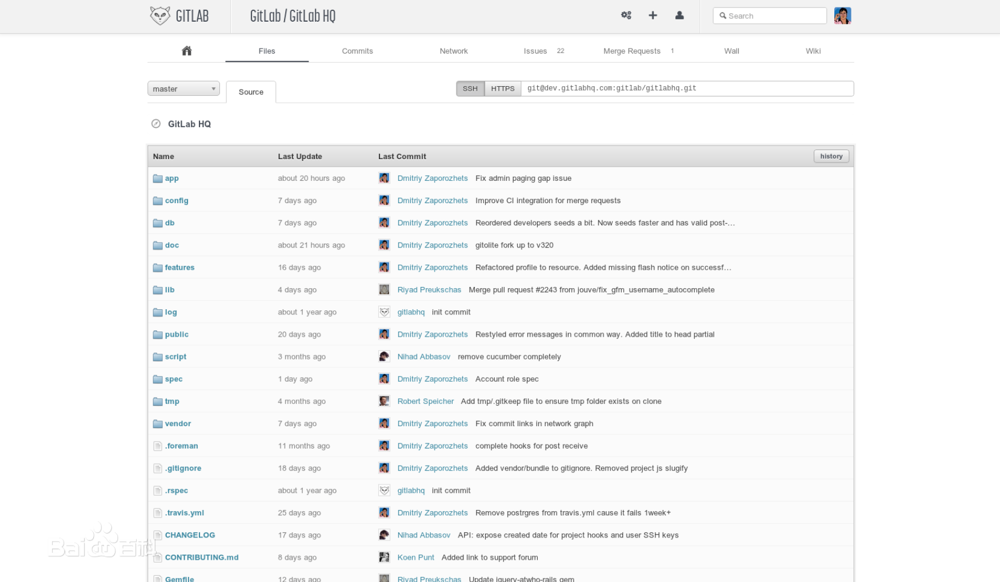 GITLAB GitLab / GitLab HQ Search
Files Commits Network Issues 22 Merge Requests 1 Wall Wiki
master Source SSH HTTPS git@dev.gitlabhq.com:gitlab/gitlabhq.git
GitLab HQ
Name Last Update Last Commit history
app about 20 hours ago Dmitriy Zaporozhets Fix admin paging gap issue
config 7 days ago Dmitriy Zaporozhets Improve CI integration for merge requests
db 7 days ago Dmitriy Zaporozhets Reordered developers seeds a bit. Now seeds faster and has valid post-…
doc about 21 hours ago Dmitriy Zaporozhets gitolite fork up to v320
features 16 days ago Dmitriy Zaporozhets Refactored profile to resource. Added missing flash notice on successf…
lib 4 days ago Riyad Preukschas Merge pull request #2243 from jouve/fix_gfm_username_autocomplete
log about 1 year ago gitlabhq init commit
public 20 days ago Dmitriy Zaporozhets Restyled error messages in common way. Added title to head partial
script 3 months ago Nihad Abbasov remove cucumber completely
spec 1 day ago Dmitriy Zaporozhets Account role spec
tmp 4 months ago Robert Speicher Add tmp/.gitkeep file to ensure tmp folder exists on clone
vendor 7 days ago Dmitriy Zaporozhets Fix commit links in network graph
.foreman 11 months ago Dmitriy Zaporozhets complete hooks for post receive
.gitignore 18 days ago Dmitriy Zaporozhets Added vendor/bundle to gitignore. Removed project js slugify
.rspec about 1 year ago gitlabhq init commit
.travis.yml 25 days ago Dmitriy Zaporozhets Remove postrgres from travis.yml cause it fails 1week+
CHANGELOG 17 days ago Nihad Abbasov API: expose created date for project hooks and user SSH keys
Bai百科
CONTRIBUTING.md 8 days ago Koen Punt Added link to support forum
Gemfile 12 days ago Riyad Preukschas Update jquery-atwho-rails gem